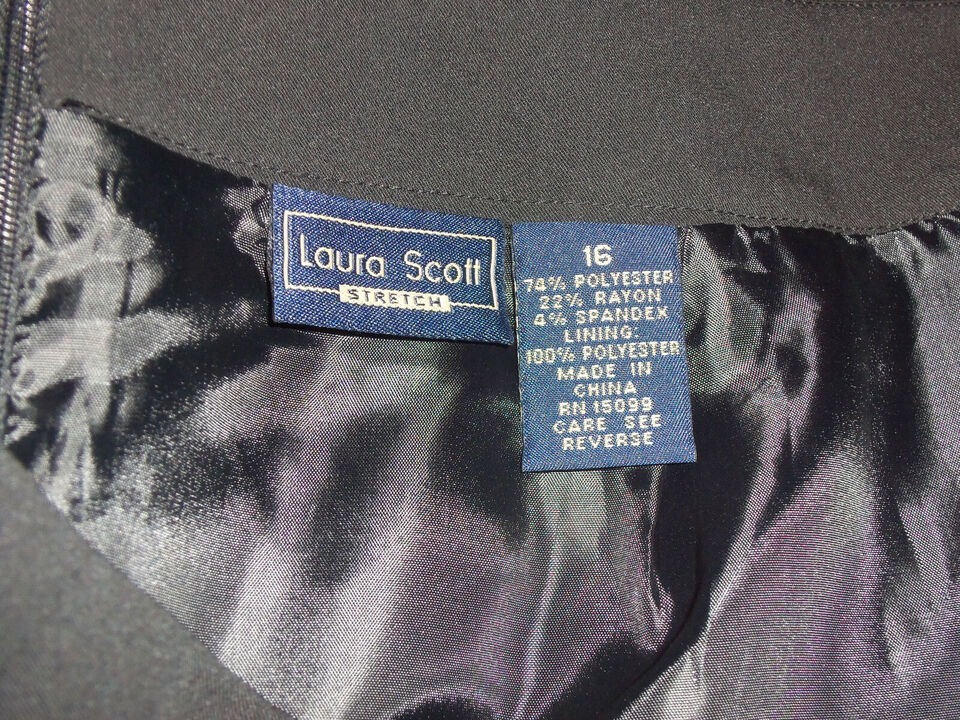 Laura Scott
STRETCH
16
74% POLYESTER
22% RAYON
4% SPANDEX
LINING:
100% POLYESTER
MADE IN
CHINA
RN 15099
CARE SEE
REVERSE